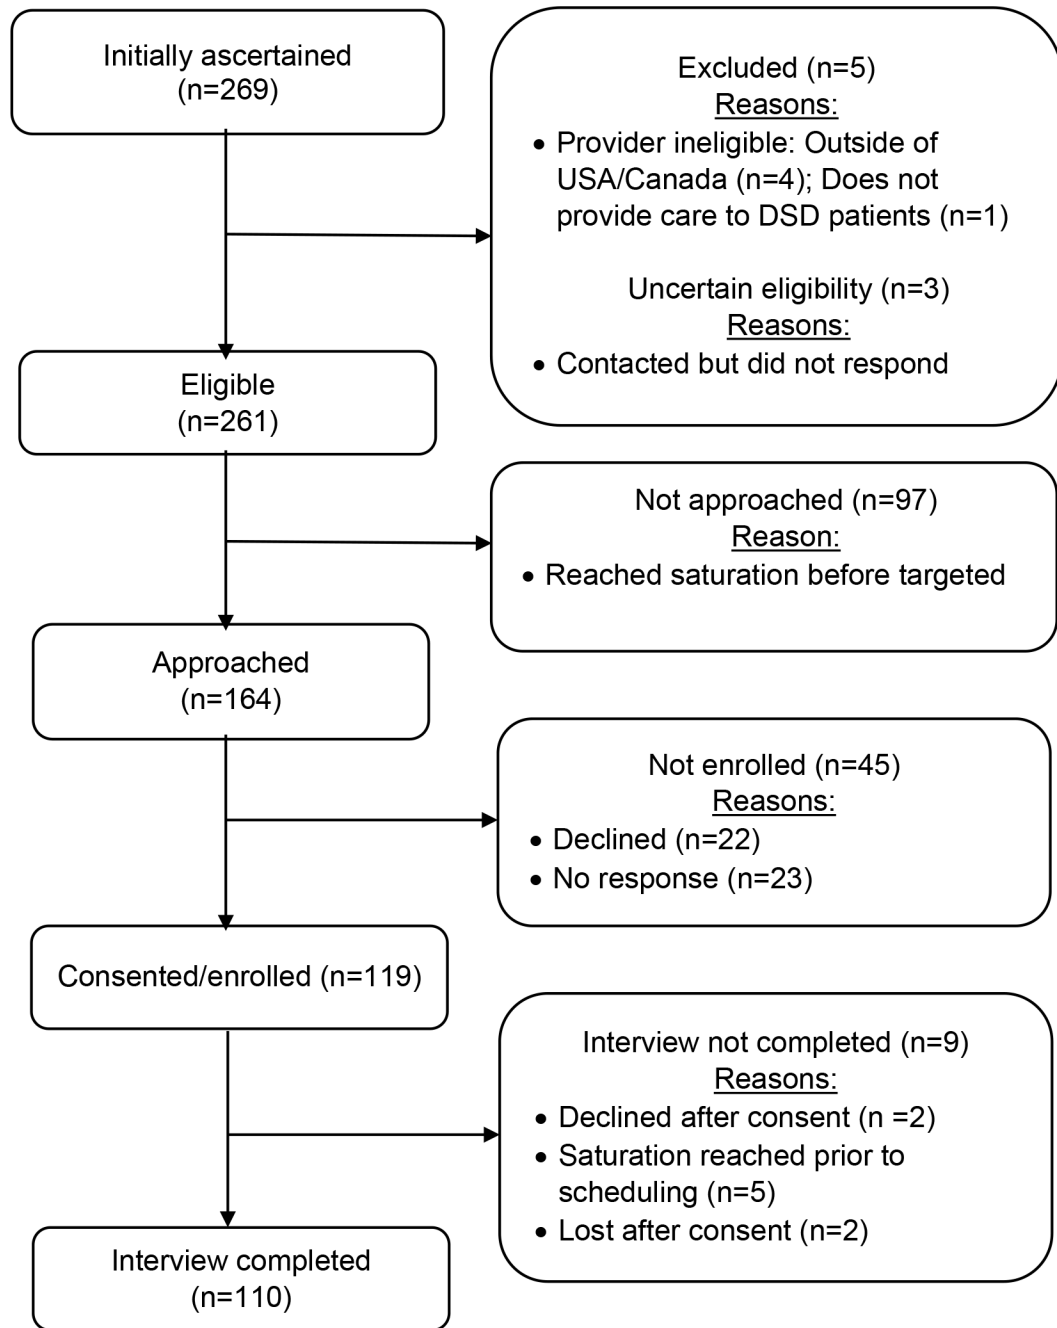 Initially ascertained
(n=269)
Excluded (n=5)
Reasons:
• Provider ineligible: Outside of
USA/Canada (n=4); Does not
provide care to DSD patients (n=1)
Uncertain eligibility (n=3)
Reasons:
• Contacted but did not respond
Eligible
(n=261)
Not approached (n=97)
Reason:
• Reached saturation before targeted
Approached
(n=164)
Not enrolled (n=45)
Reasons:
• Declined (n=22)
• No response (n=23)
Consented/enrolled (n=119)
Interview not completed (n=9)
Reasons:
• Declined after consent (n =2)
• Saturation reached prior to
scheduling (n=5)
• Lost after consent (n=2)
Interview completed
(n=110)